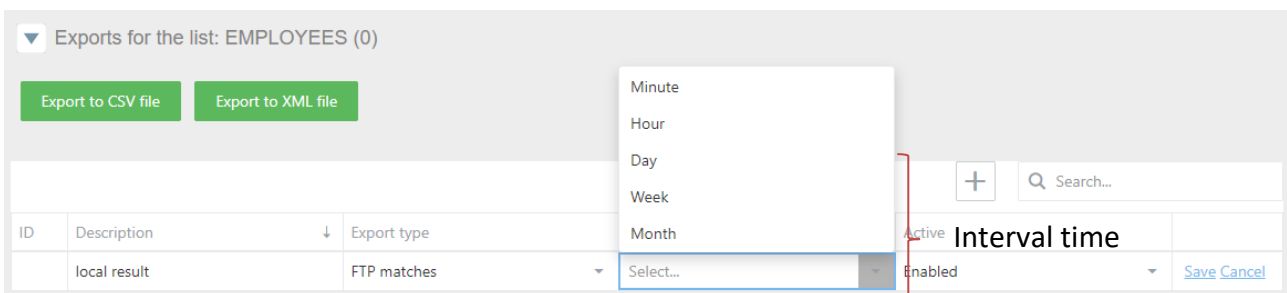 Exports for the list: EMPLOYEES (0)
Export to CSV file
Export to XML file
Minute
Hour
Day
Week
Month
Search...
ID
Description
Export type
Active
Interval time
local result
FTP matches
Select...
Enabled
Save Cancel